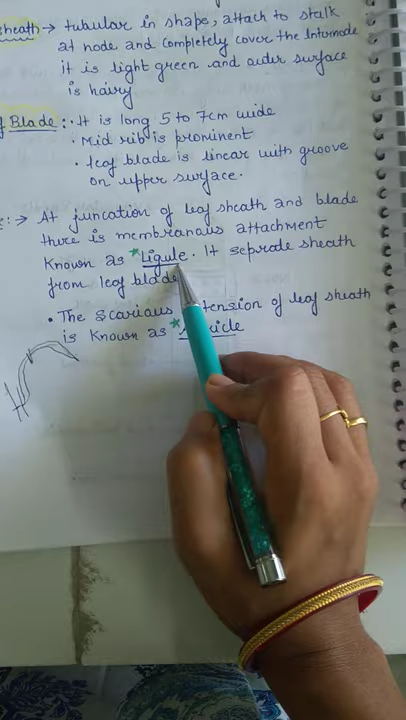 sheath → tubular in shape, attach to stalk
at node and completely cover the Internode
it is light green and outer surface
is hairy
Blade :- It is long 5 to 7cm wide
· Mid rib is prominent
· leaf blade is linear with groove
on upper surface.
:→ At juncation of leaf sheath and blade
there is membranous attachment
known as *Ligule. It seprate sheath
from leaf blade
• The Scarious tension of leaf sheath
is known as *